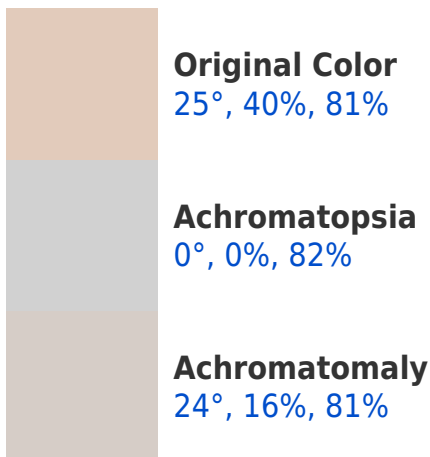 Original Color
25°, 40%, 81%
Achromatopsia
0°, 0%, 82%
Achromatomaly
24°, 16%, 81%